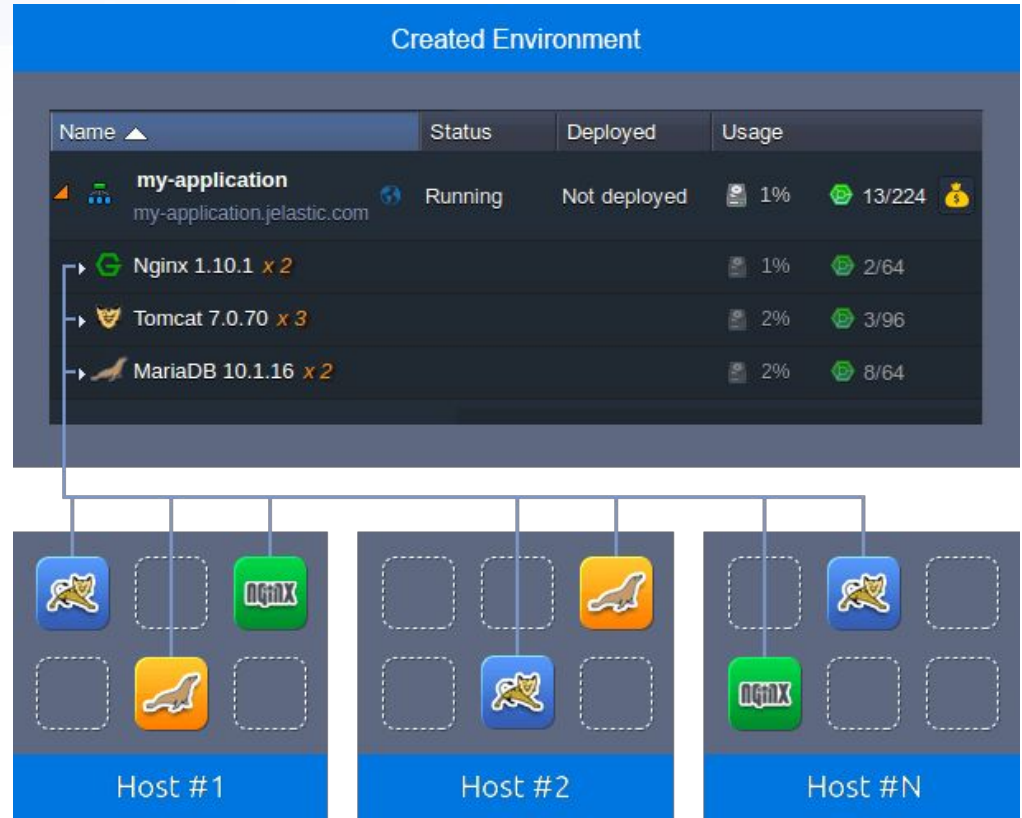 Created Environment
Name Status Deployed Usage
my-application
my-application.jelastic.com Running Not deployed 1% 13/224
Nginx 1.10.1 x 2 1% 2/64
Tomcat 7.0.70 x 3 2% 3/96
MariaDB 10.1.16 x 2 2% 8/64
NGINX
NGINX
Host #1 Host #2 Host #N